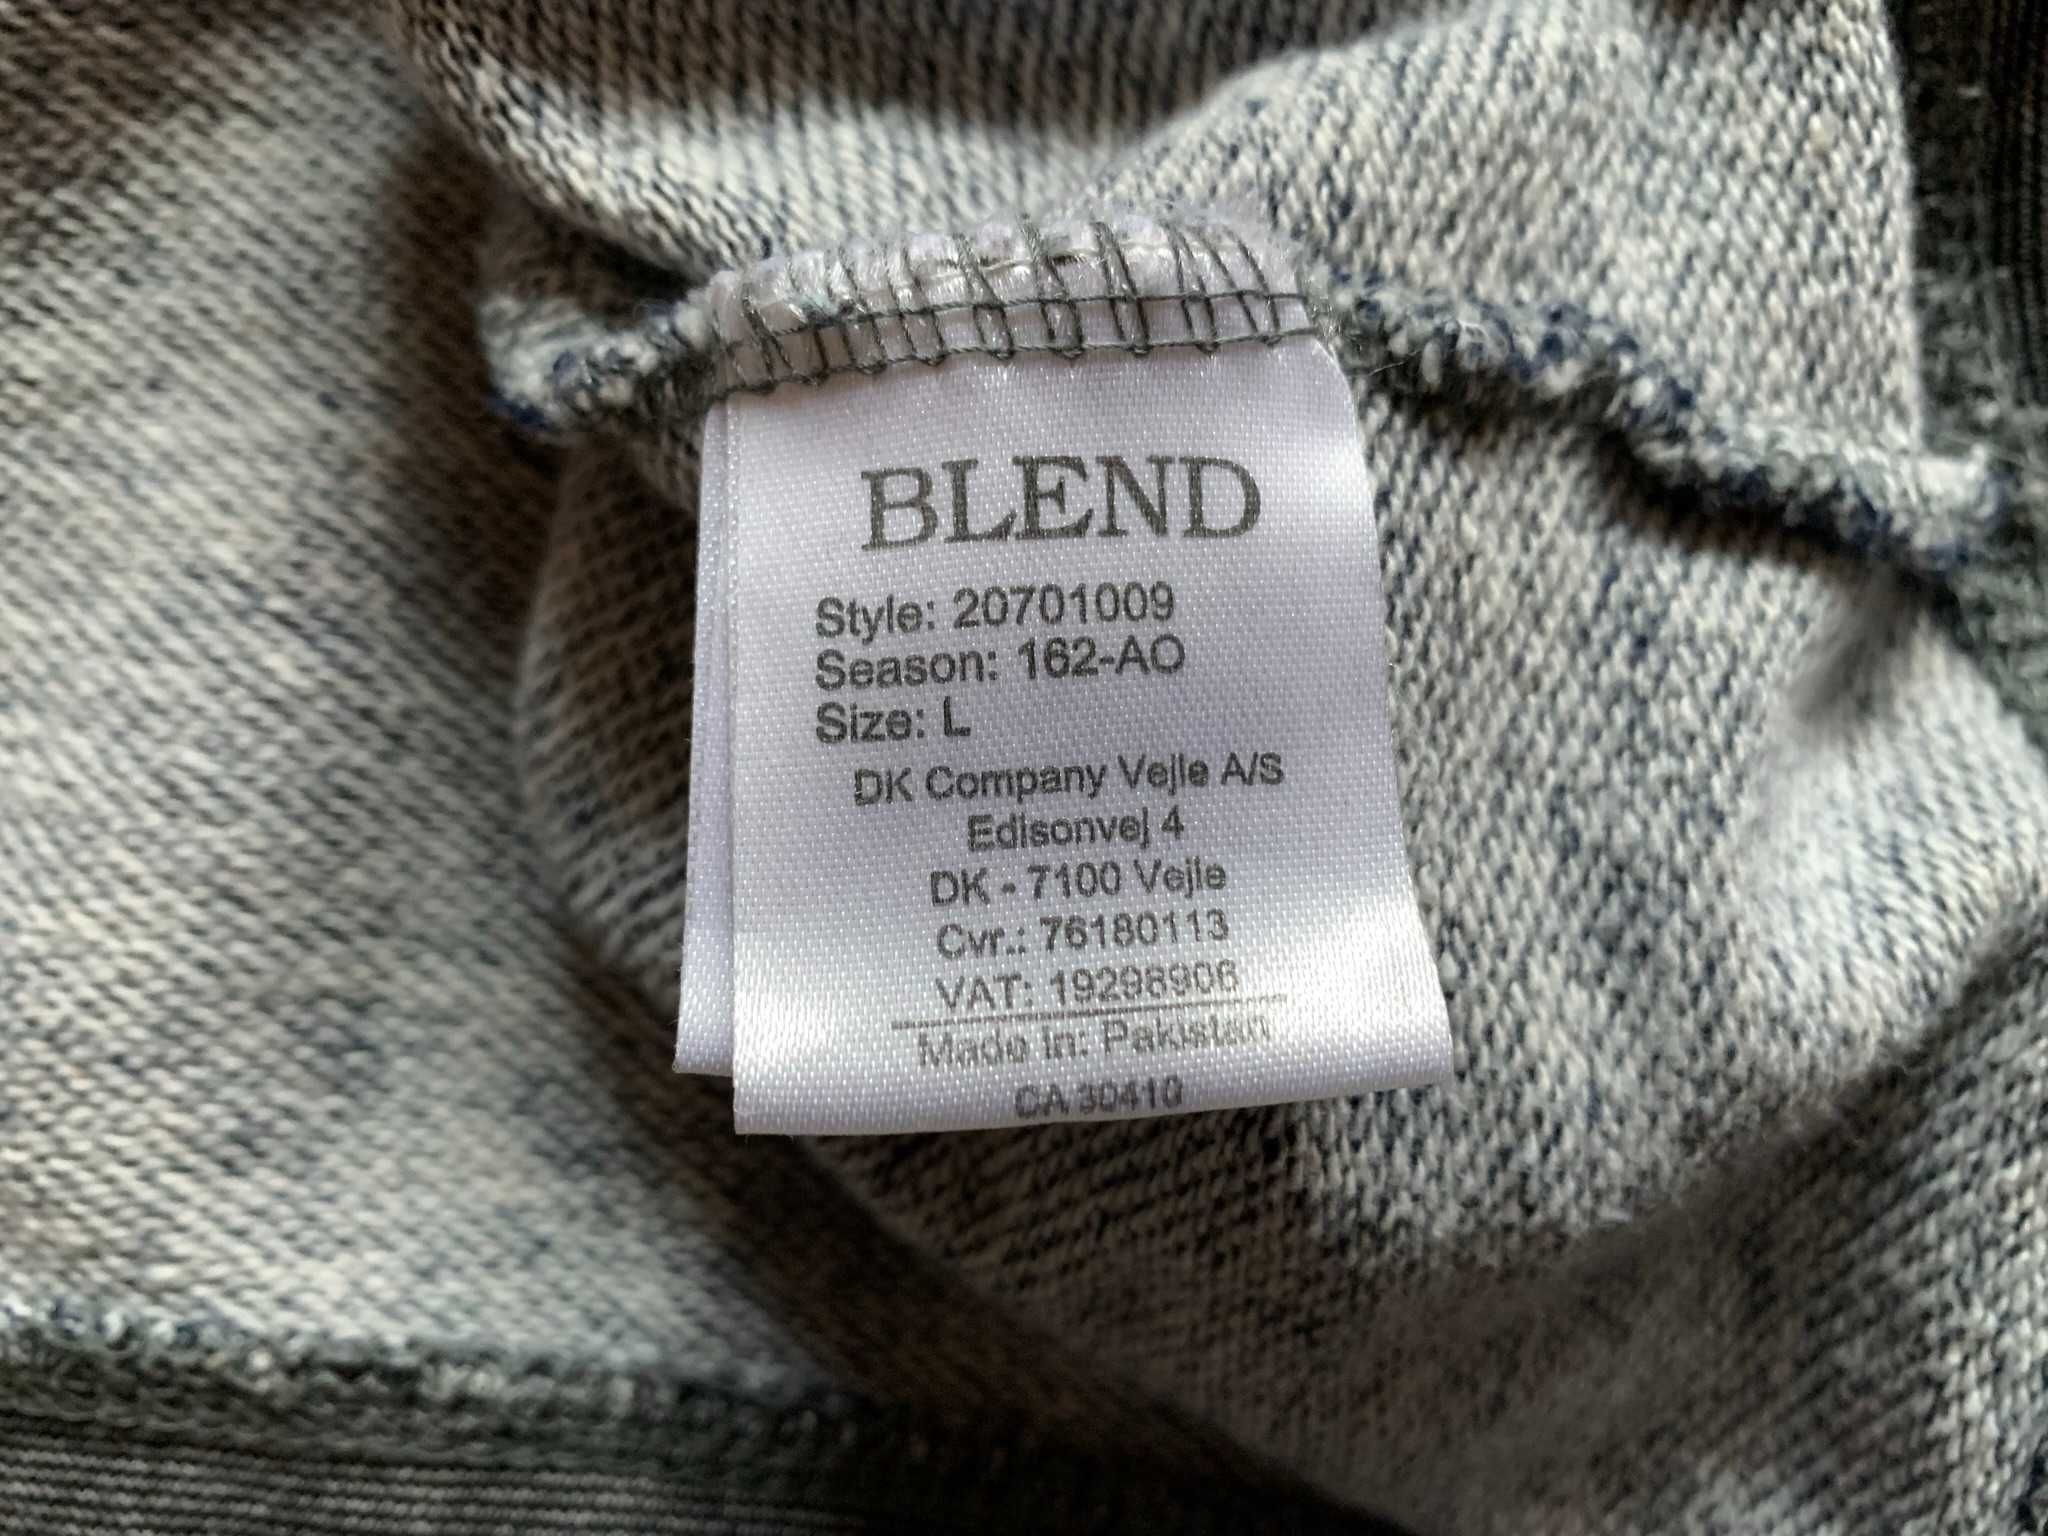 BLEND
Style: 20701009
Season: 162-AO
Size: L
DK Company Vejle A/S
Edisonvej 4
DK - 7100 Vejle
Cvr.: 76180113
VAT: 19298906
Made In: Pakistan
CA 30410